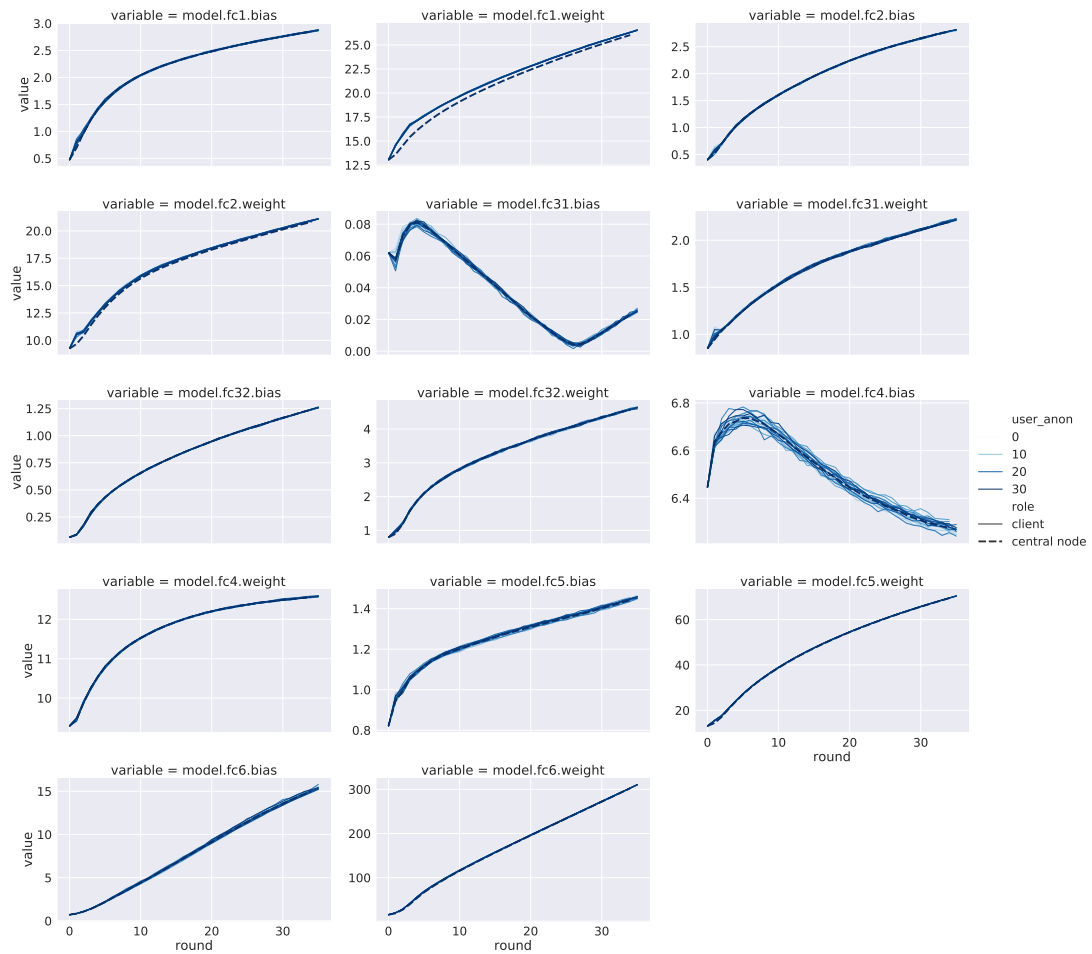 variable = model.fc1.bias
variable = model.fc1.weight
variable = model.fc2.bias
3.0
2.5
2.0
1.5
1.0
0.5
value
25.0
22.5
20.0
17.5
15.0
12.5
2.5
2.0
1.5
1.0
0.5
variable = model.fc2.weight
variable = model.fc31.bias
variable = model.fc31.weight
20.0
17.5
15.0
12.5
10.0
value
0.08
0.06
0.04
0.02
0.00
2.0
1.5
1.0
variable = model.fc32.bias
variable = model.fc32.weight
variable = model.fc4.bias
1.25
1.00
0.75
0.50
0.25
value
4
3
2
1
6.8
6.6
6.4
user_anon
0
10
20
30
role
client
central node
variable = model.fc4.weight
variable = model.fc5.bias
variable = model.fc5.weight
12
11
10
value
1.4
1.2
1.0
0.8
60
40
20
0
20
round
variable = model.fc6.bias
variable = model.fc6.weight
15
10
5
0
value
300
200
100
0
10
20
30
round
0
10
20
30
round
10
30